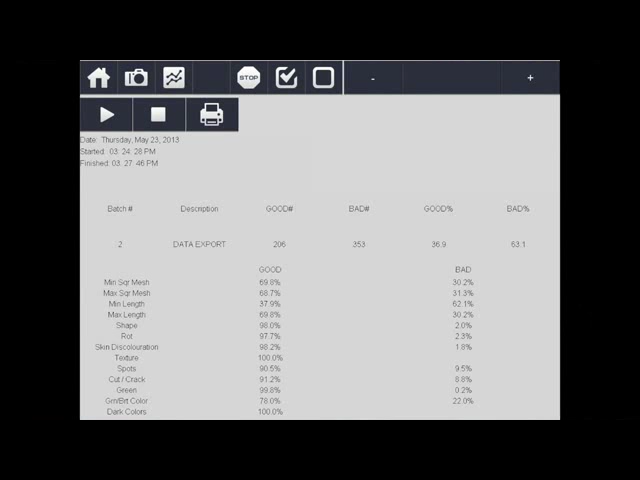 STOP
- +
Date: Thursday, May 23, 2013
Started: 03: 24: 28 PM
Finished: 03: 27: 46 PM
Batch # Description GOOD# BAD# GOOD% BAD%
2 DATA EXPORT 206 353 36.9 63.1
GOOD BAD
Min Sqr Mesh 69.8% 30.2%
Max Sqr Mesh 68.7% 31.3%
Min Length 37.9% 62.1%
Max Length 69.8% 30.2%
Shape 98.0% 2.0%
Rot 97.7% 2.3%
Skin Discolouration 98.2% 1.8%
Texture 100.0%
Spots 90.5% 9.5%
Cut / Crack 91.2% 8.8%
Green 99.8% 0.2%
Grn/Brt Color 78.0% 22.0%
Dark Colors 100.0%